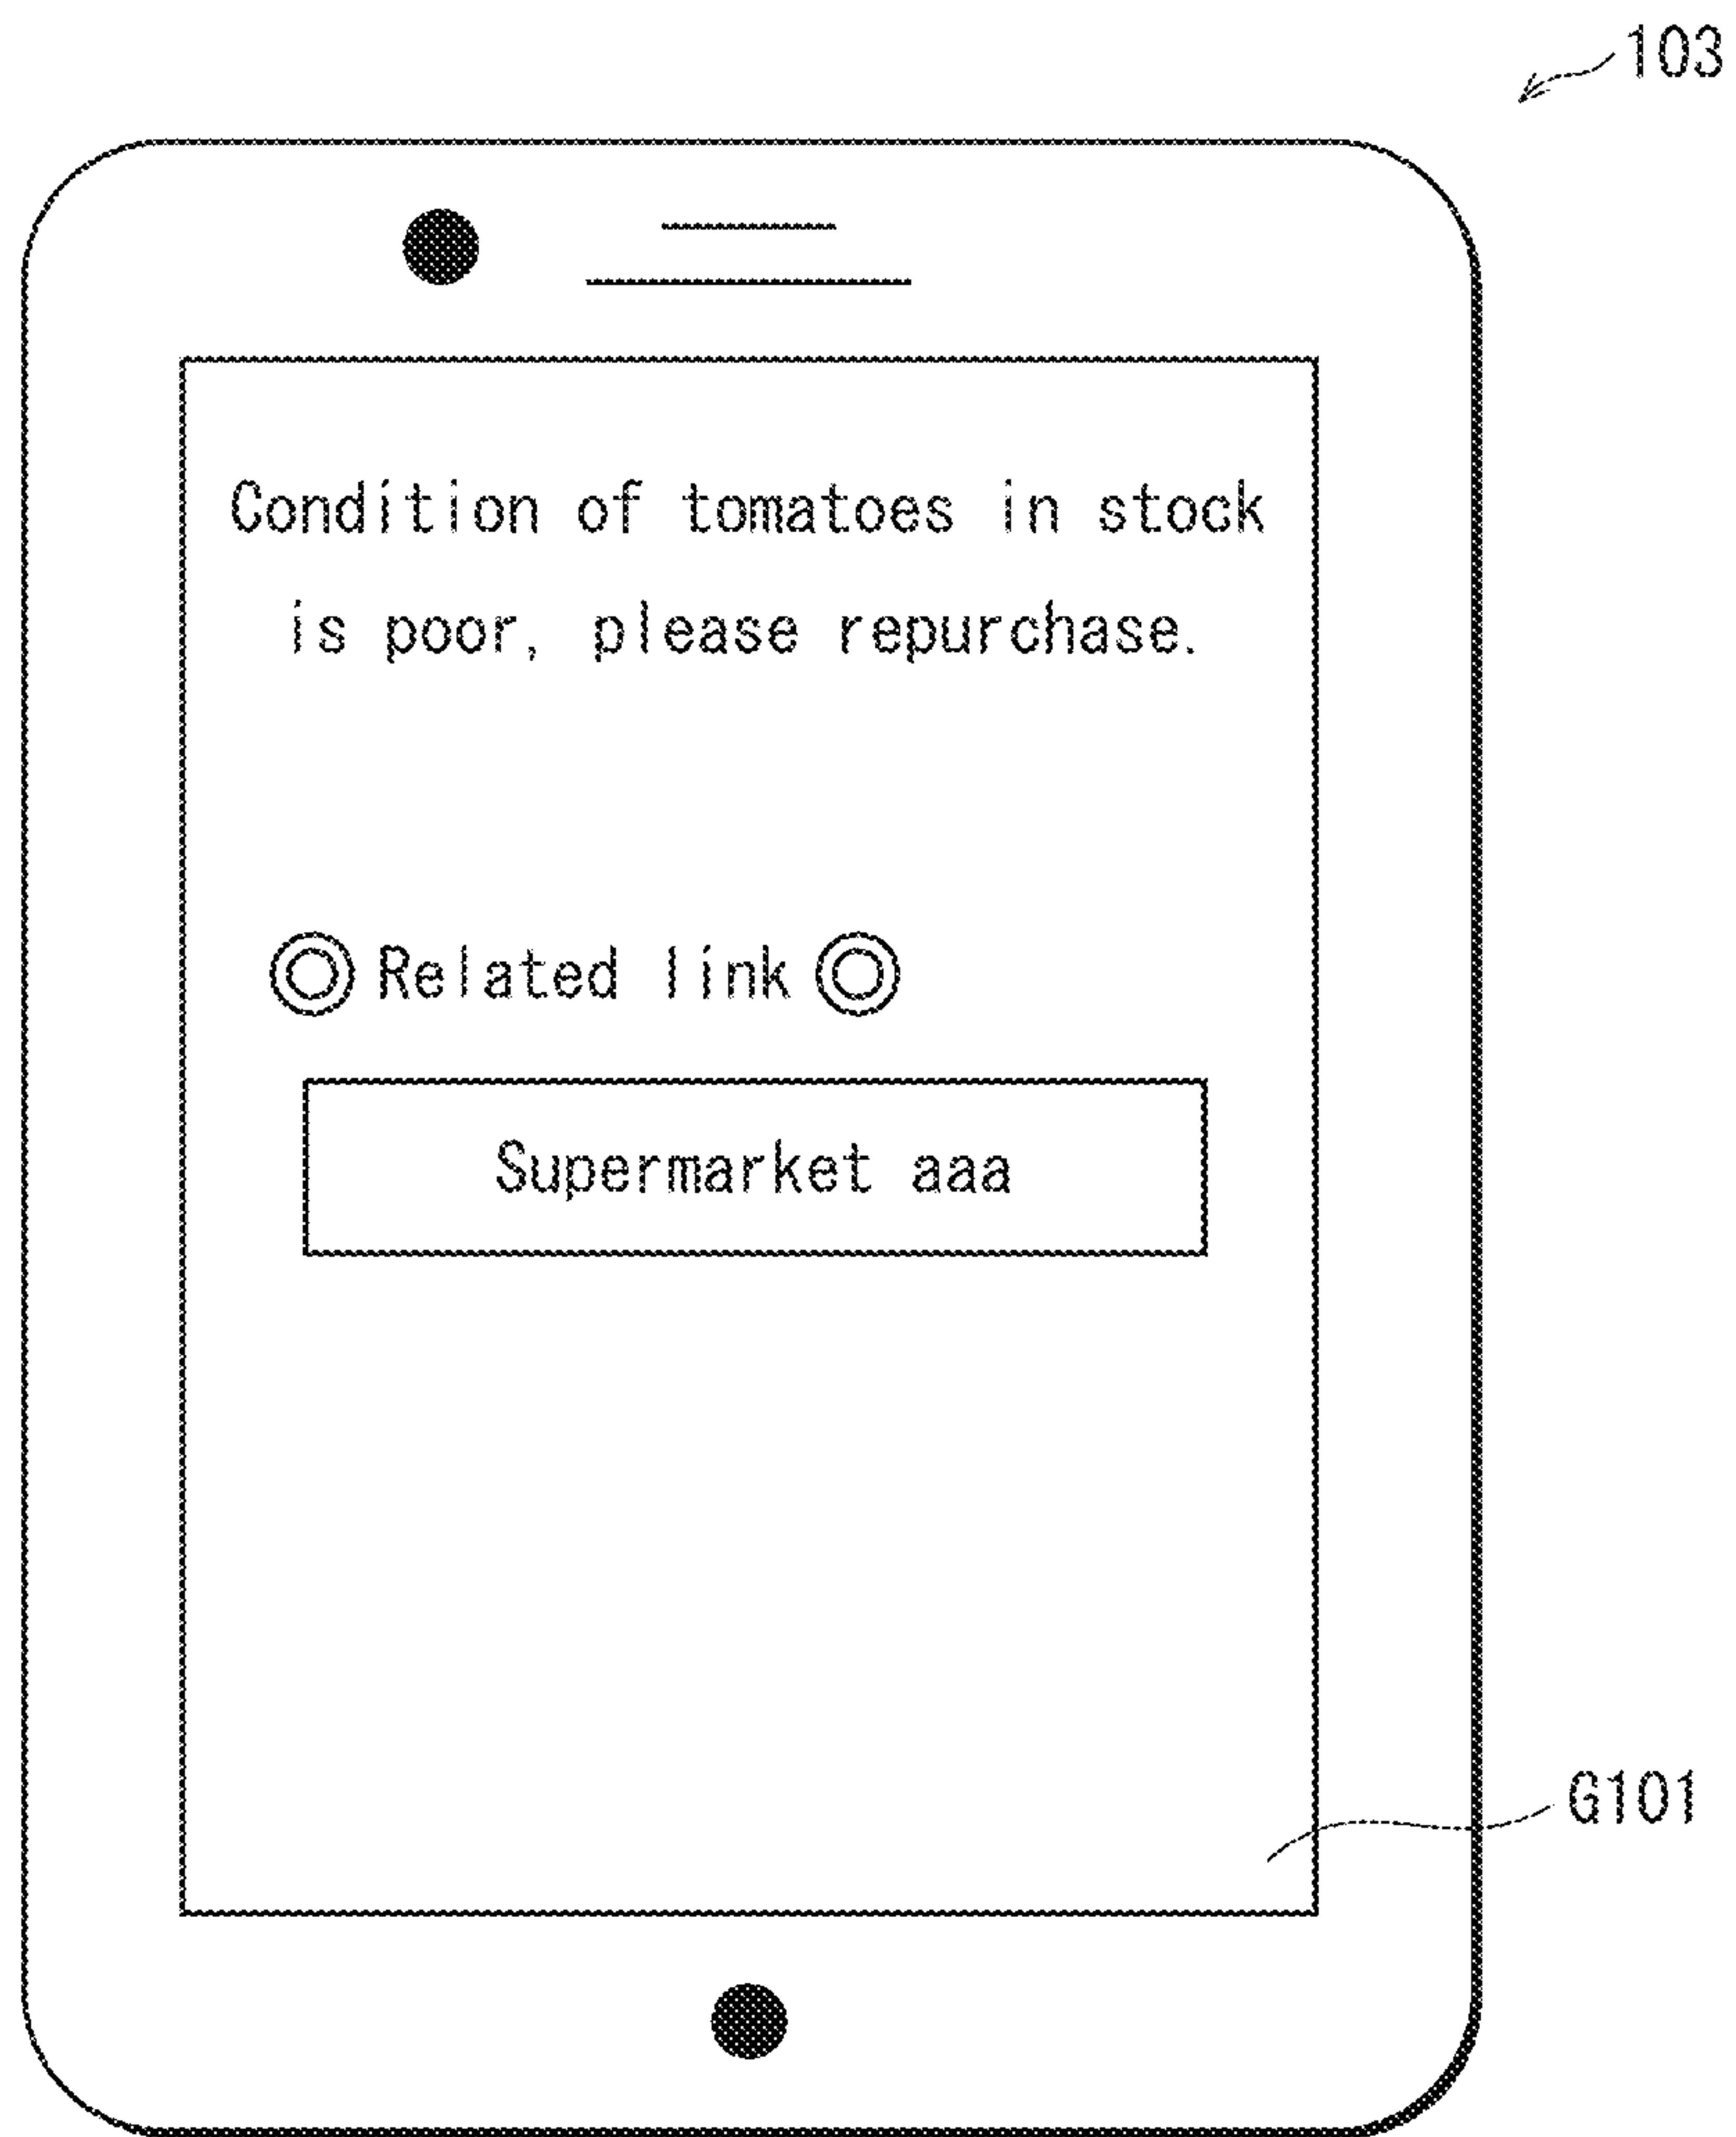 103
Condition of tomatoes in stock
is poor, please repurchase.
◎Related link◎
Supermarket aaa
G101